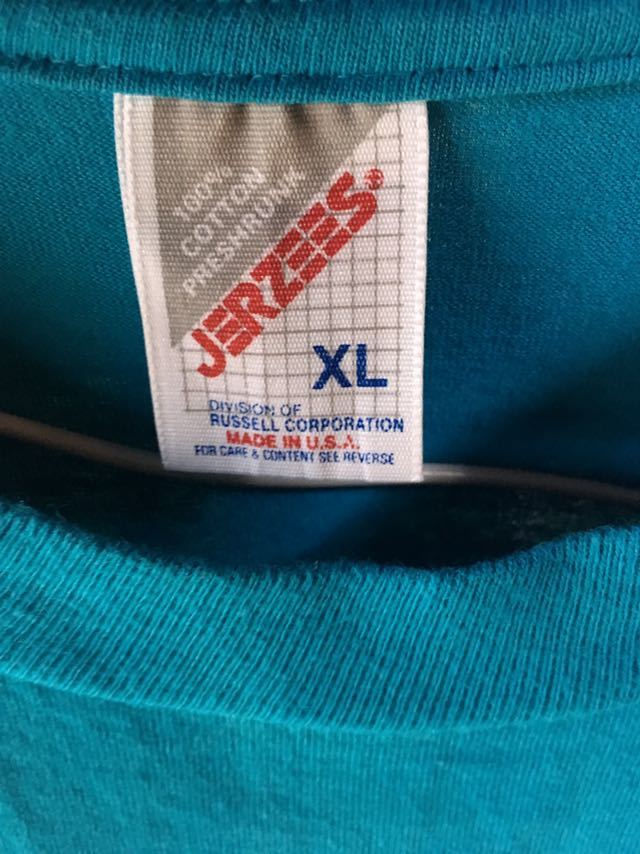 100%
COTTON
PRESHRUNK
JERZEES®
XL
DIVISION OF
RUSSELL CORPORATION
MADE IN U.S.A.
FOR CARE & CONTENT SEE REVERSE